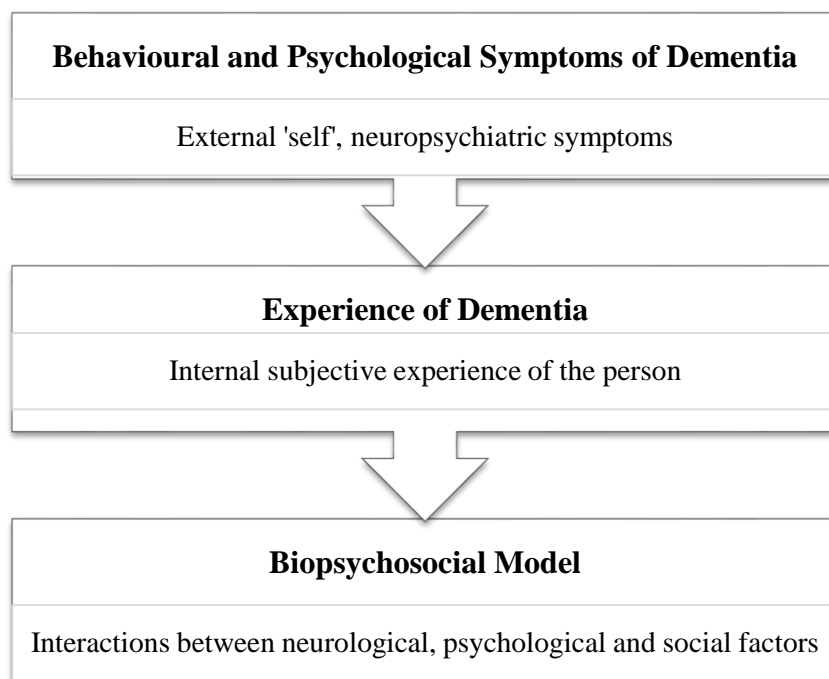 Behavioural and Psychological Symptoms of Dementia
External 'self', neuropsychiatric symptoms
Experience of Dementia
Internal subjective experience of the person
Biopsychosocial Model
Interactions between neurological, psychological and social factors